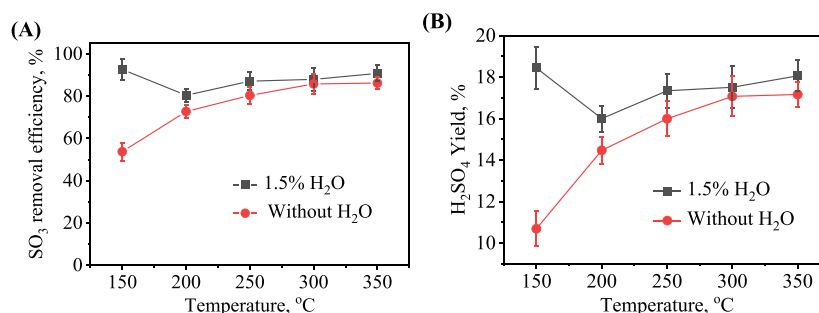 (A)
SO3 removal efficiency, %
100
80
60
40
20
0
1.5% H2O
Without H2O
150 200 250 300 350
Temperature, oC
(B)
H2SO4 Yield, %
18
16
14
12
10
1.5% H2O
Without H2O
150 200 250 300 350
Temperature, oC